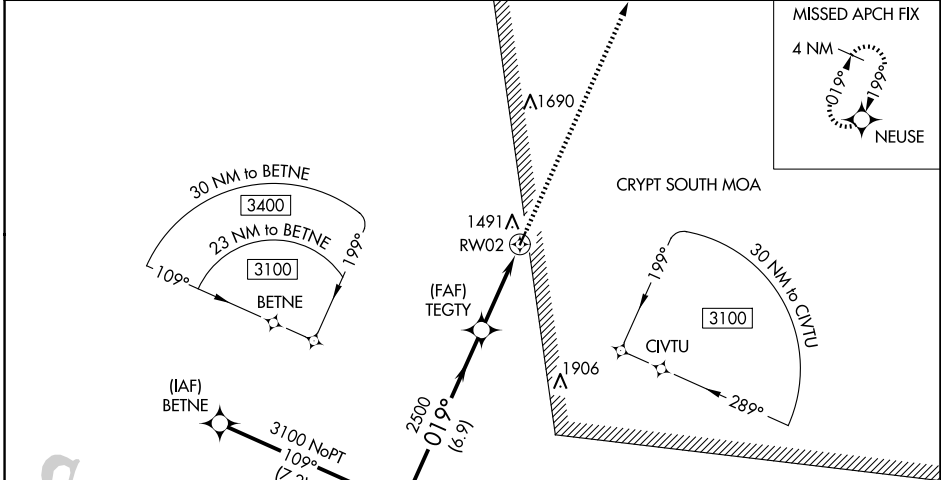 MISSED APCH FIX
4 NM
019°
199°
NEUSE
1690
CRYPT SOUTH MOA
30 NM to BETNE
3400
23 NM to BETNE
3100
109°
199°
BETNE
1491
RW02
(FAF)
TEGTY
30 NM to CIVTU
199°
3100
CIVTU
289°
1906
(IAF)
BETNE
3100 NoPT
109°
2500
019°
(6.9)